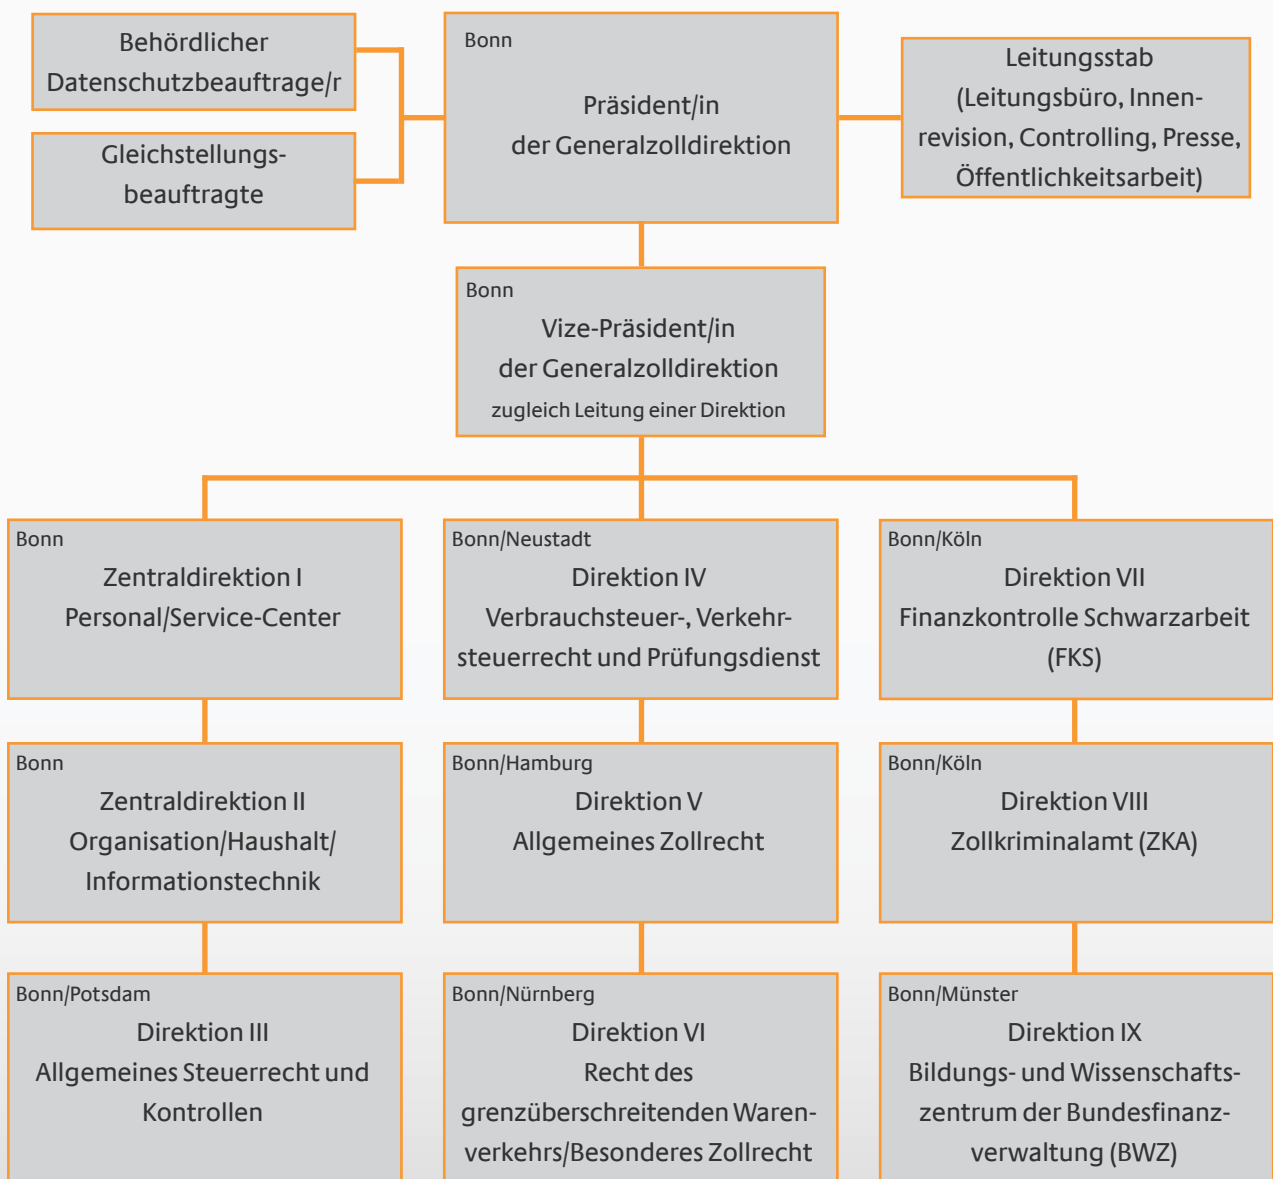 Behördlicher
Datenschutzbeauftrage/r
Gleichstellungs-
beauftragte
Bonn
Präsident/in
der Generalzolldirektion
Leitungsstab
(Leitungsbüro, Innen-
revision, Controlling, Presse,
Öffentlichkeitsarbeit)
Bonn
Vize-Präsident/in
der Generalzolldirektion
zugleich Leitung einer Direktion
Bonn
Zentraldirektion I
Personal/Service-Center
Bonn/Neustadt
Direktion IV
Verbrauchsteuer-, Verkehr-
steuerrecht und Prüfungsdienst
Bonn/Köln
Direktion VII
Finanzkontrolle Schwarzarbeit
(FKS)
Bonn
Zentraldirektion II
Organisation/Haushalt/
Informationstechnik
Bonn/Hamburg
Direktion V
Allgemeines Zollrecht
Bonn/Köln
Direktion VIII
Zollkriminalamt (ZKA)
Bonn/Potsdam
Direktion III
Allgemeines Steuerrecht und
Kontrollen
Bonn/Nürnberg
Direktion VI
Recht des
grenzüberschreitenden Waren-
verkehrs/Besonderes Zollrecht
Bonn/Münster
Direktion IX
Bildungs- und Wissenschafts-
zentrum der Bundesfinanz-
verwaltung (BWZ)